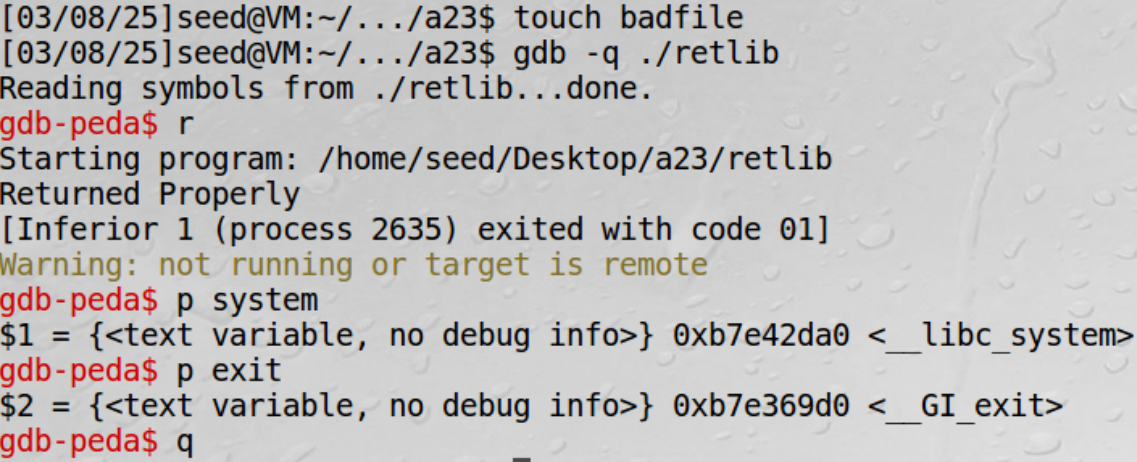 [03/08/25]seed@VM:~/.../a23$ touch badfile
[03/08/25]seed@VM:~/.../a23$ gdb -q ./retlib
Reading symbols from ./retlib...done.
gdb-peda$ r
Starting program: /home/seed/Desktop/a23/retlib
Returned Properly
[Inferior 1 (process 2635) exited with code 01]
Warning: not running or target is remote
gdb-peda$ p system
$1 = {<text variable, no debug info>} 0xb7e42da0 <__libc_system>
gdb-peda$ p exit
$2 = {<text variable, no debug info>} 0xb7e369d0 <__GI_exit>
gdb-peda$ q